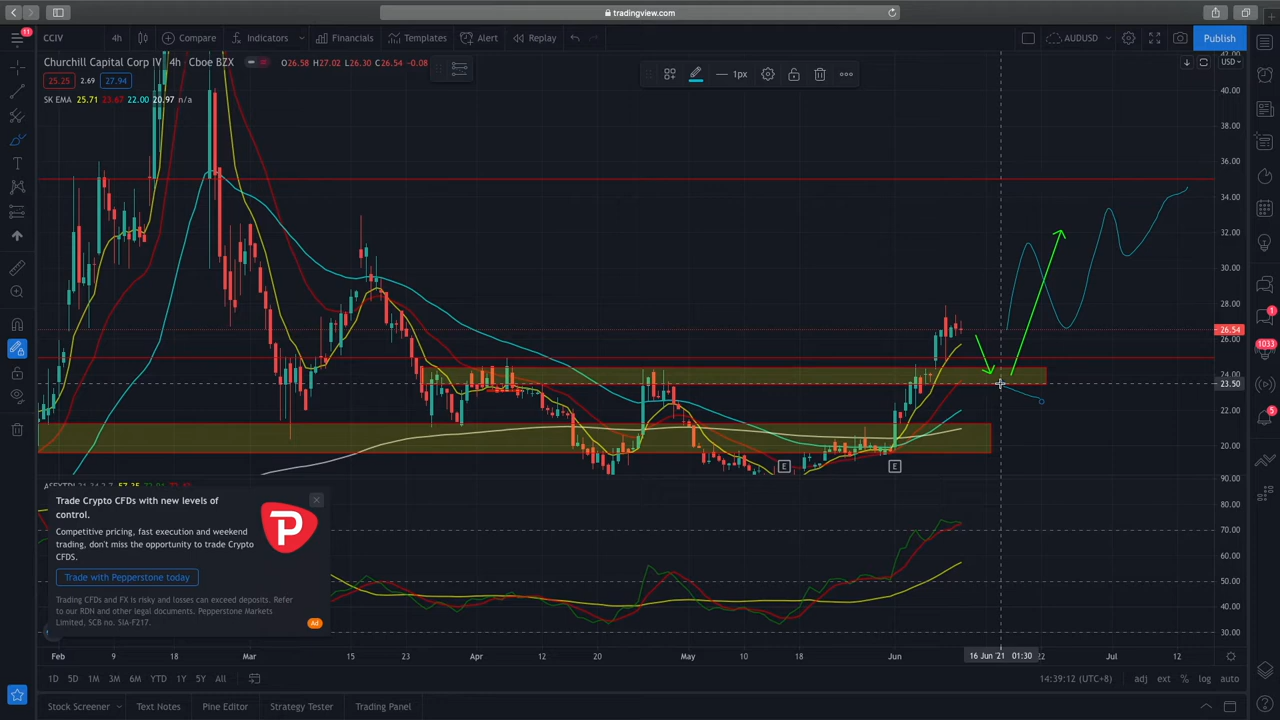 tradingview.com
11
CCIV
4h
Compare
Indicators
Financials
Templates
Alert
Replay
AUDUSD
Publish
Churchill Capital Corp IV
4h · Cboe BZX
O26.58 H27.02 L26.30 C26.54 -0.08
25.25 2.69 27.94
SK EMA 25.71 23.67 22.00 20.97 n/a
1px
USD
40.00
38.00
36.00
34.00
32.00
30.00
28.00
26.54
26.00
24.00
23.50
22.00
20.00
E
E
90.00
80.00
70.00
60.00
50.00
40.00
30.00
Trade Crypto CFDs with new levels of
control.
Competitive pricing, fast execution and weekend
trading, don't miss the opportunity to trade Crypto
CFDS.
Trade with Pepperstone today
Trading CFDs and FX is risky and losses can exceed deposits. Refer
to our RDN and other legal documents. Pepperstone Markets
Limited, SCB no. SIA-F217.
Ad
P
Feb 9 18 Mar 15 23 Apr 12 20 May 10 18 Jun 16 Jun '21 01:30 22 Jul 12
1D 5D 1M 3M 6M YTD 1Y 5Y All
14:39:12 (UTC+8)
adj ext % log auto
Stock Screener
Text Notes
Pine Editor
Strategy Tester
Trading Panel
1
1033
1